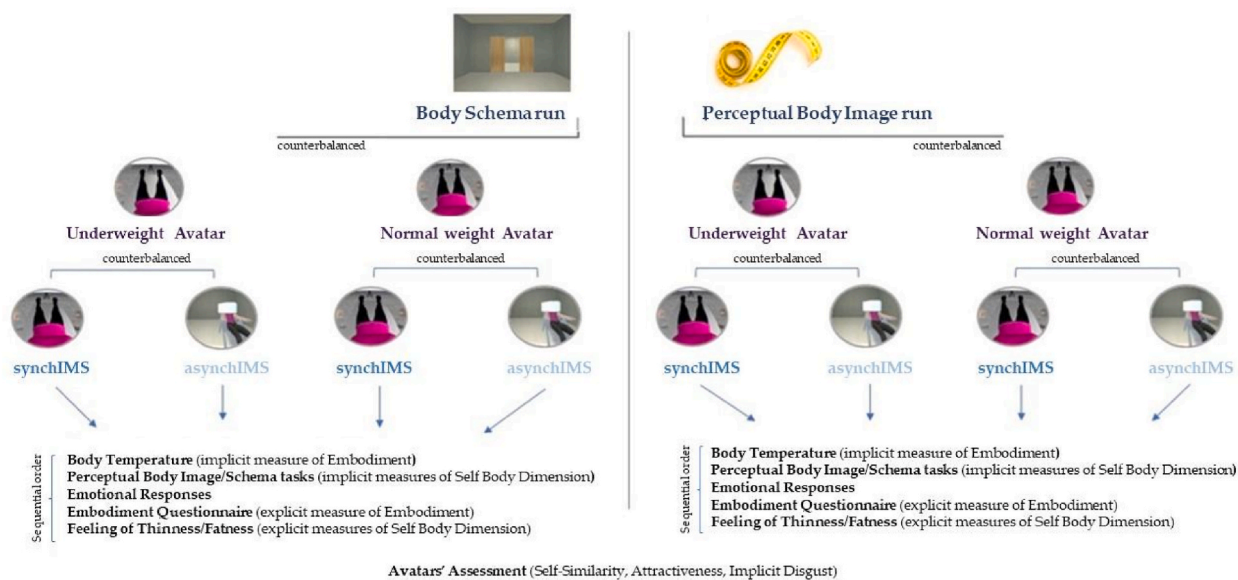 Body Schema run
counterbalanced
Underweight Avatar
Normal weight Avatar
counterbalanced
counterbalanced
synchIMS
asynchIMS
synchIMS
asynchIMS
Sequential order
Body Temperature (implicit measure of Embodiment)
Perceptual Body Image/Schema tasks (implicit measures of Self Body Dimension)
Emotional Responses
Embodiment Questionnaire (explicit measure of Embodiment)
Feeling of Thinness/Fatness (explicit measures of Self Body Dimension)
Perceptual Body Image run
counterbalanced
Underweight Avatar
Normal weight Avatar
counterbalanced
counterbalanced
synchIMS
asynchIMS
synchIMS
asynchIMS
Sequential order
Body Temperature (implicit measure of Embodiment)
Perceptual Body Image/Schema tasks (implicit measures of Self Body Dimension)
Emotional Responses
Embodiment Questionnaire (explicit measure of Embodiment)
Feeling of Thinness/Fatness (explicit measures of Self Body Dimension)
Avatars' Assessment (Self-Similarity, Attractiveness, Implicit Disgust)